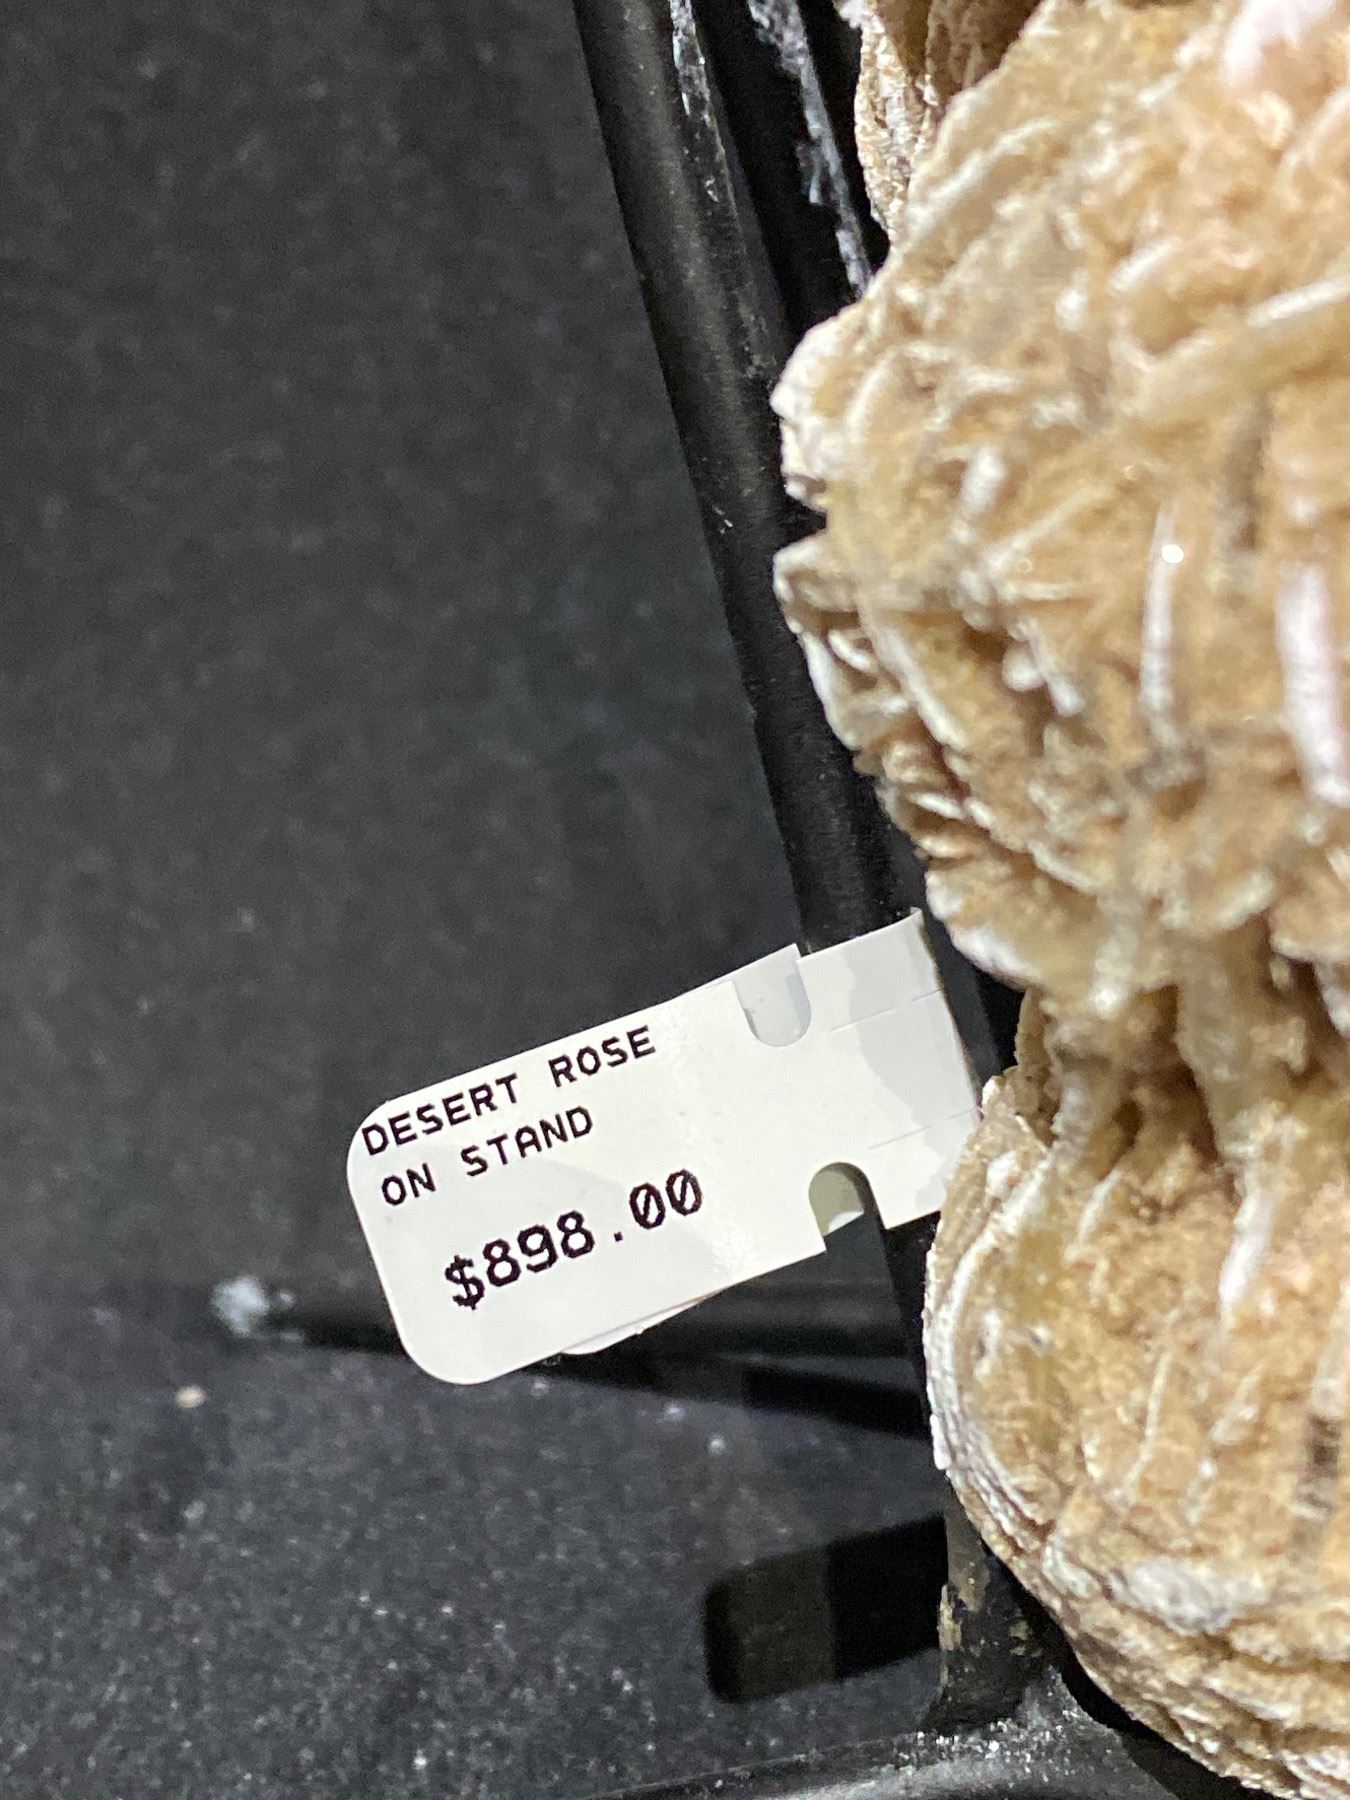 DESERT ROSE
ON STAND
$898.00